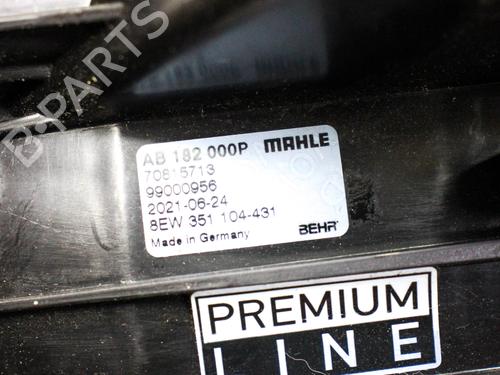 B-PARTS
AB 182 000P MAHLE
70815713
99000956
2021-06-24
8EW 351 104-431
Made in Germany BEHR
PREMIUM
LINE